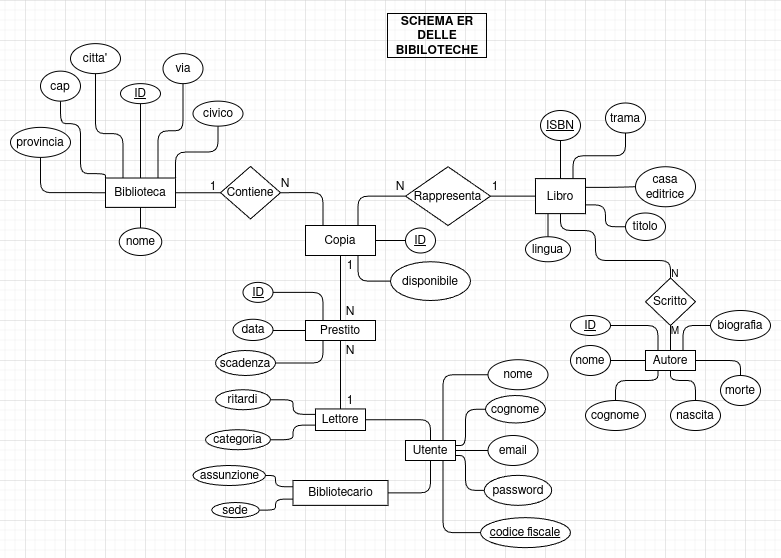 SCHEMA ER
DELLE
BIBILOTECHE
citta'
via
cap
ID
civico
provincia
Biblioteca
1
Contiene
N
nome
N
Rappresenta
1
ISBN
trama
Libro
casa
editrice
titolo
lingua
Copia
ID
1
disponibile
N
Scritto
M
ID
biografia
nome
Autore
morte
cognome
nascita
ID
N
data
Prestito
scadenza
N
ritardi
1
Lettore
categoria
nome
cognome
Utente
email
password
codice fiscale
assunzione
Bibliotecario
sede